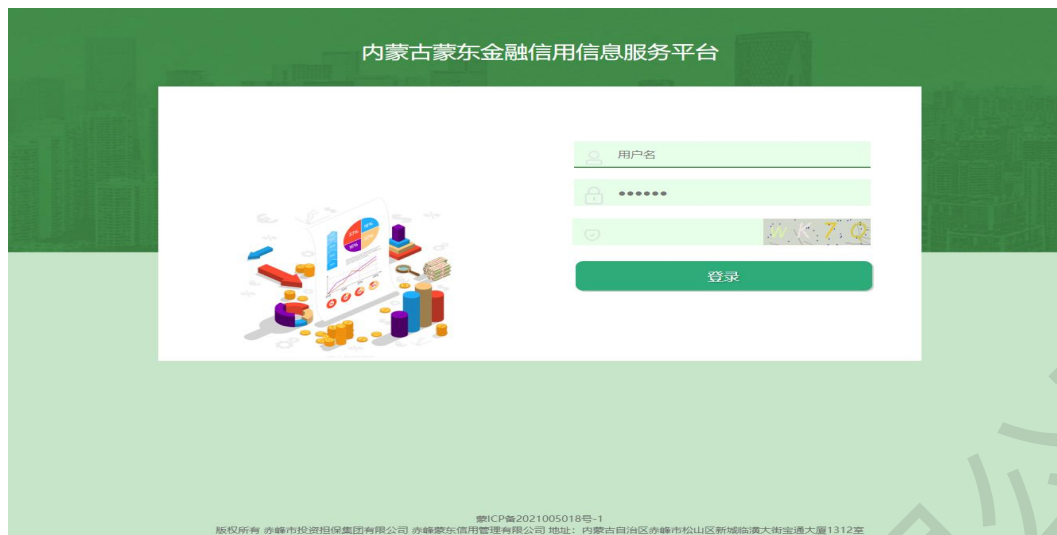 内蒙古蒙东金融信用信息服务平台
用户名
••••••
WK7Q
登录
蒙ICP备2021005018号-1
版权所有 赤峰市投资担保集团有限公司 赤峰蒙东信用管理有限公司 地址：内蒙古自治区赤峰市松山区新城临潢大街宝通大厦1312室